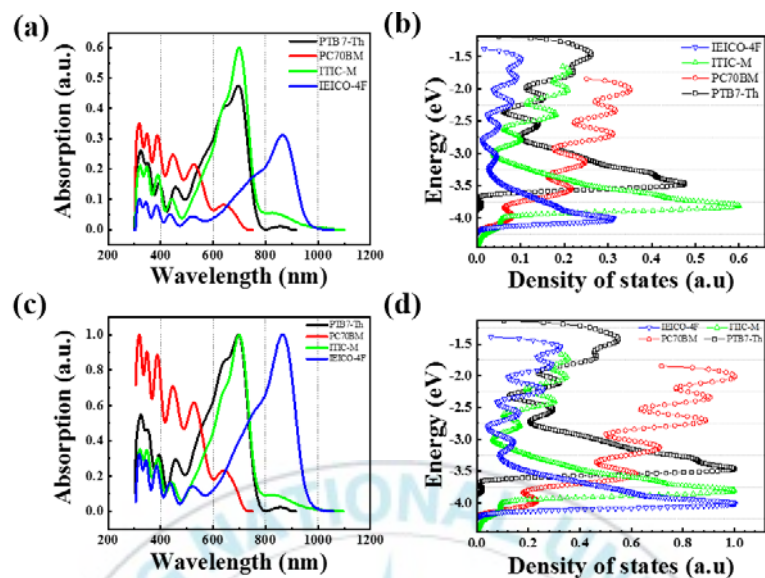 (a)
0.6
0.5
0.4
0.3
0.2
0.1
0.0
Absorption (a.u.)
PTB7-Th
PC70BM
ITIC-M
IEICO-4F
200 400 600 800 1000 1200
Wavelength (nm)
(b)
-1.5
-2.0
-2.5
-3.0
-3.5
-4.0
Energy (eV)
IEICO-4F
ITIC-M
PC70BM
PTB7-Th
0.0 0.1 0.2 0.3 0.4 0.5 0.6
Density of states (a.u)
(c)
1.0
0.8
0.6
0.4
0.2
0.0
Absorption (a.u.)
PTB7-Th
PC70BM
ITIC-M
IEICO-4F
200 400 600 800 1000 1200
Wavelength (nm)
(d)
-1.5
-2.0
-2.5
-3.0
-3.5
-4.0
Energy (eV)
IEICO-4F ITIC-M
PC70BM PTB7-Th
0.0 0.2 0.4 0.6 0.8 1.0
Density of states (a.u)
NATIONAL